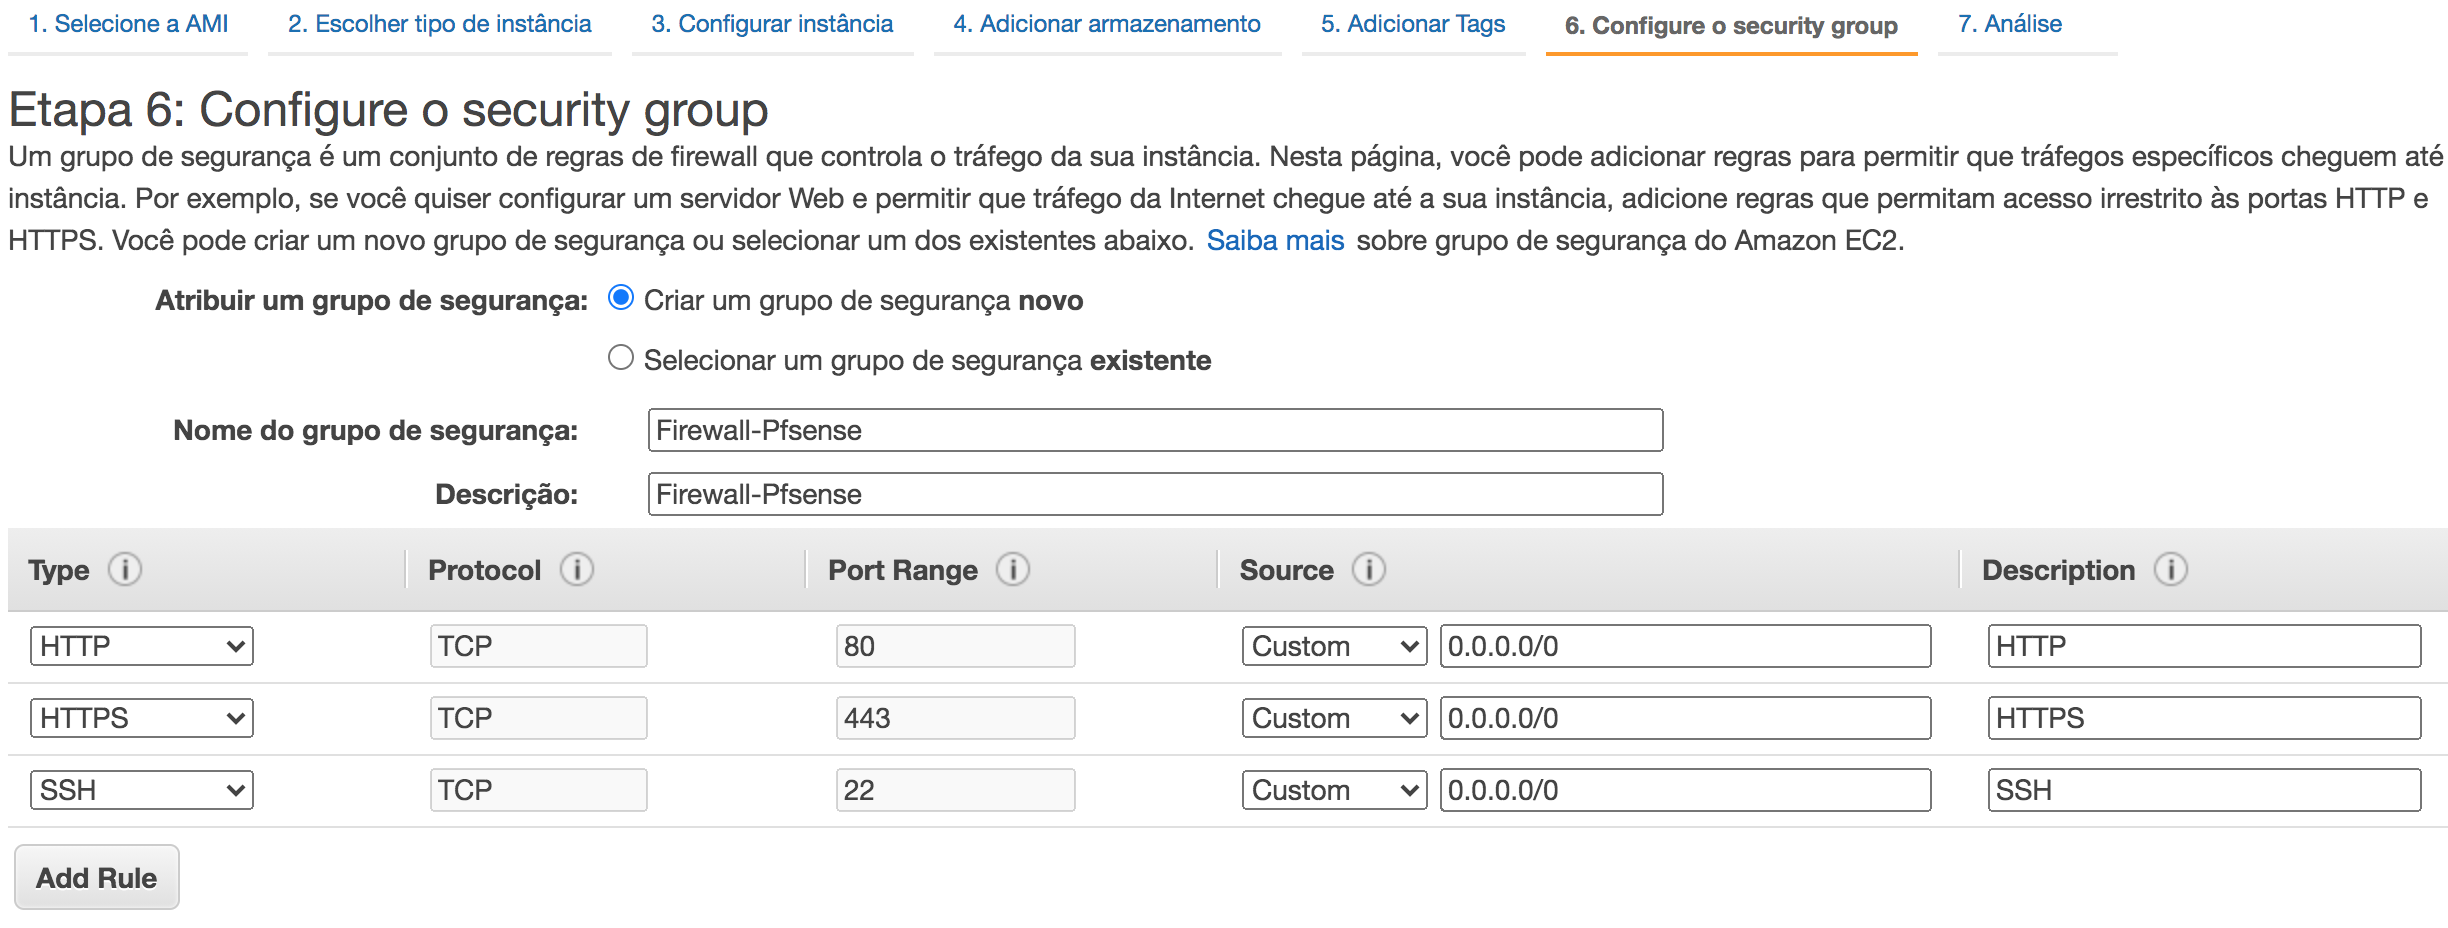 1. Selecione a AMI 2. Escolher tipo de instância 3. Configurar instância 4. Adicionar armazenamento 5. Adicionar Tags 6. Configure o security group 7. Análise
Etapa 6: Configure o security group
Um grupo de segurança é um conjunto de regras de firewall que controla o tráfego da sua instância. Nesta página, você pode adicionar regras para permitir que tráfegos específicos cheguem até
instância. Por exemplo, se você quiser configurar um servidor Web e permitir que tráfego da Internet chegue até a sua instância, adicione regras que permitam acesso irrestrito às portas HTTP e
HTTPS. Você pode criar um novo grupo de segurança ou selecionar um dos existentes abaixo. Saiba mais sobre grupo de segurança do Amazon EC2.
Atribuir um grupo de segurança: Criar um grupo de segurança novo
Selecionar um grupo de segurança existente
Nome do grupo de segurança: Firewall-Pfsense
Descrição: Firewall-Pfsense
Type i Protocol i Port Range i Source i Description i
HTTP TCP 80 Custom 0.0.0.0/0 HTTP
HTTPS TCP 443 Custom 0.0.0.0/0 HTTPS
SSH TCP 22 Custom 0.0.0.0/0 SSH
Add Rule